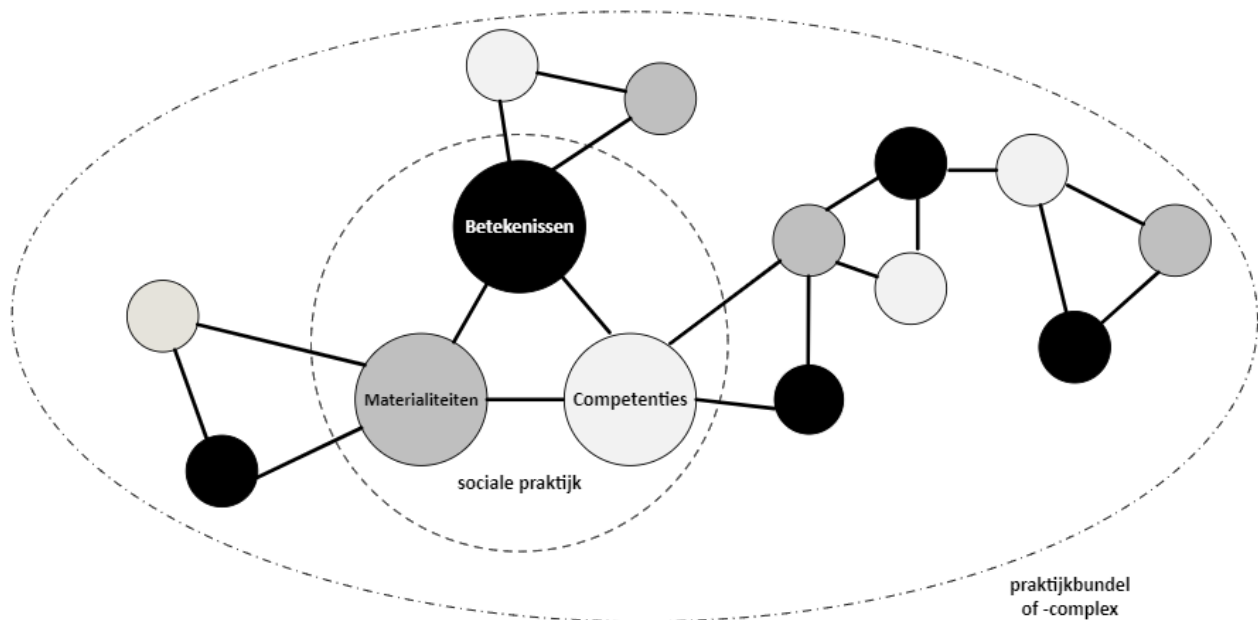 Betekenissen
Materialiteiten
Competenties
sociale praktijk
praktijkbundel
of -complex